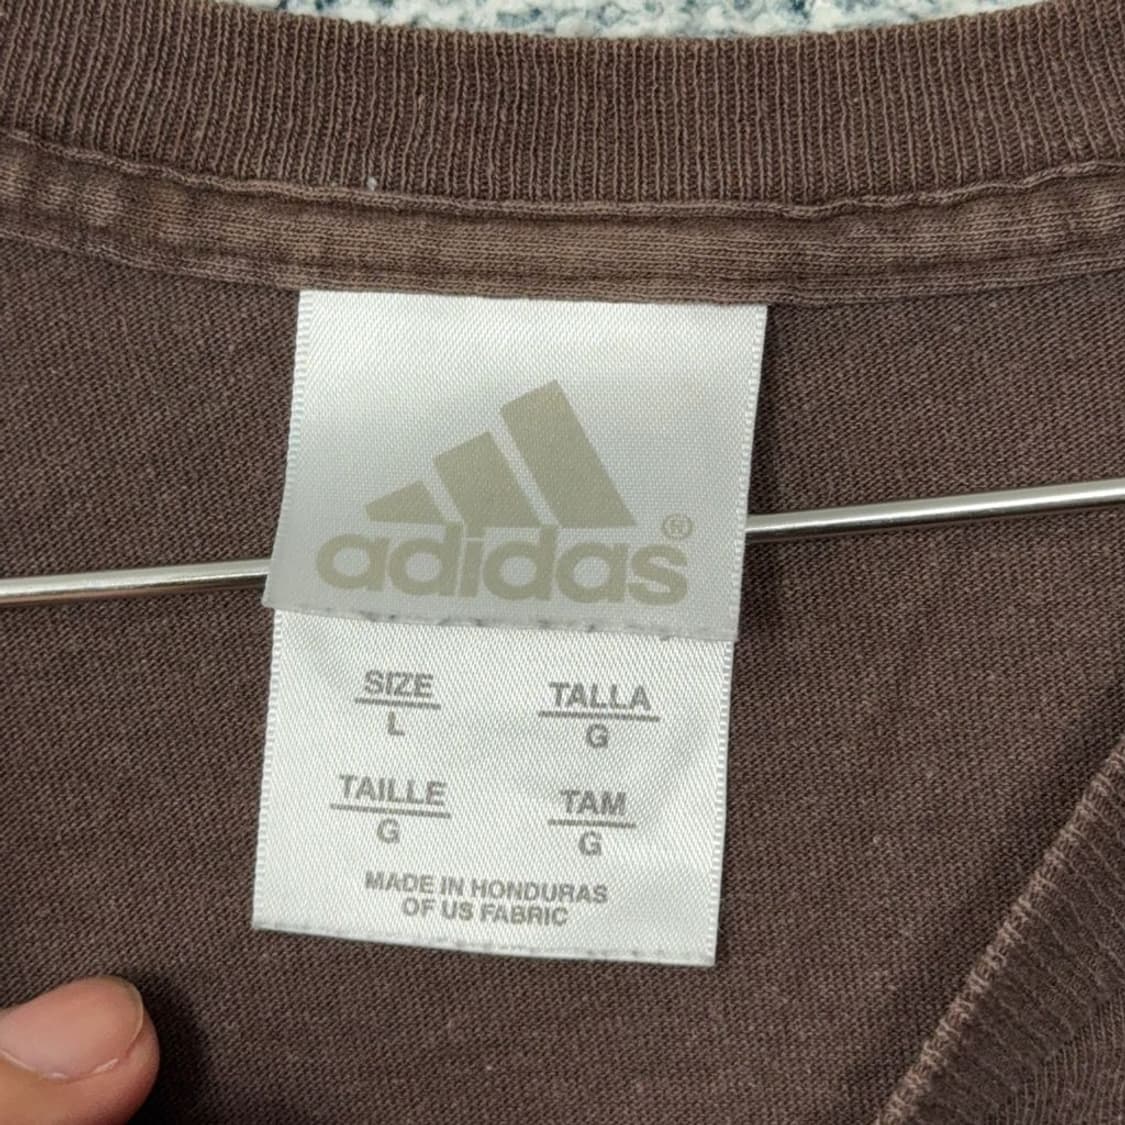 adidas®
SIZE
L
TALLA
G
TAILLE
G
TAM
G
MADE IN HONDURAS
OF US FABRIC